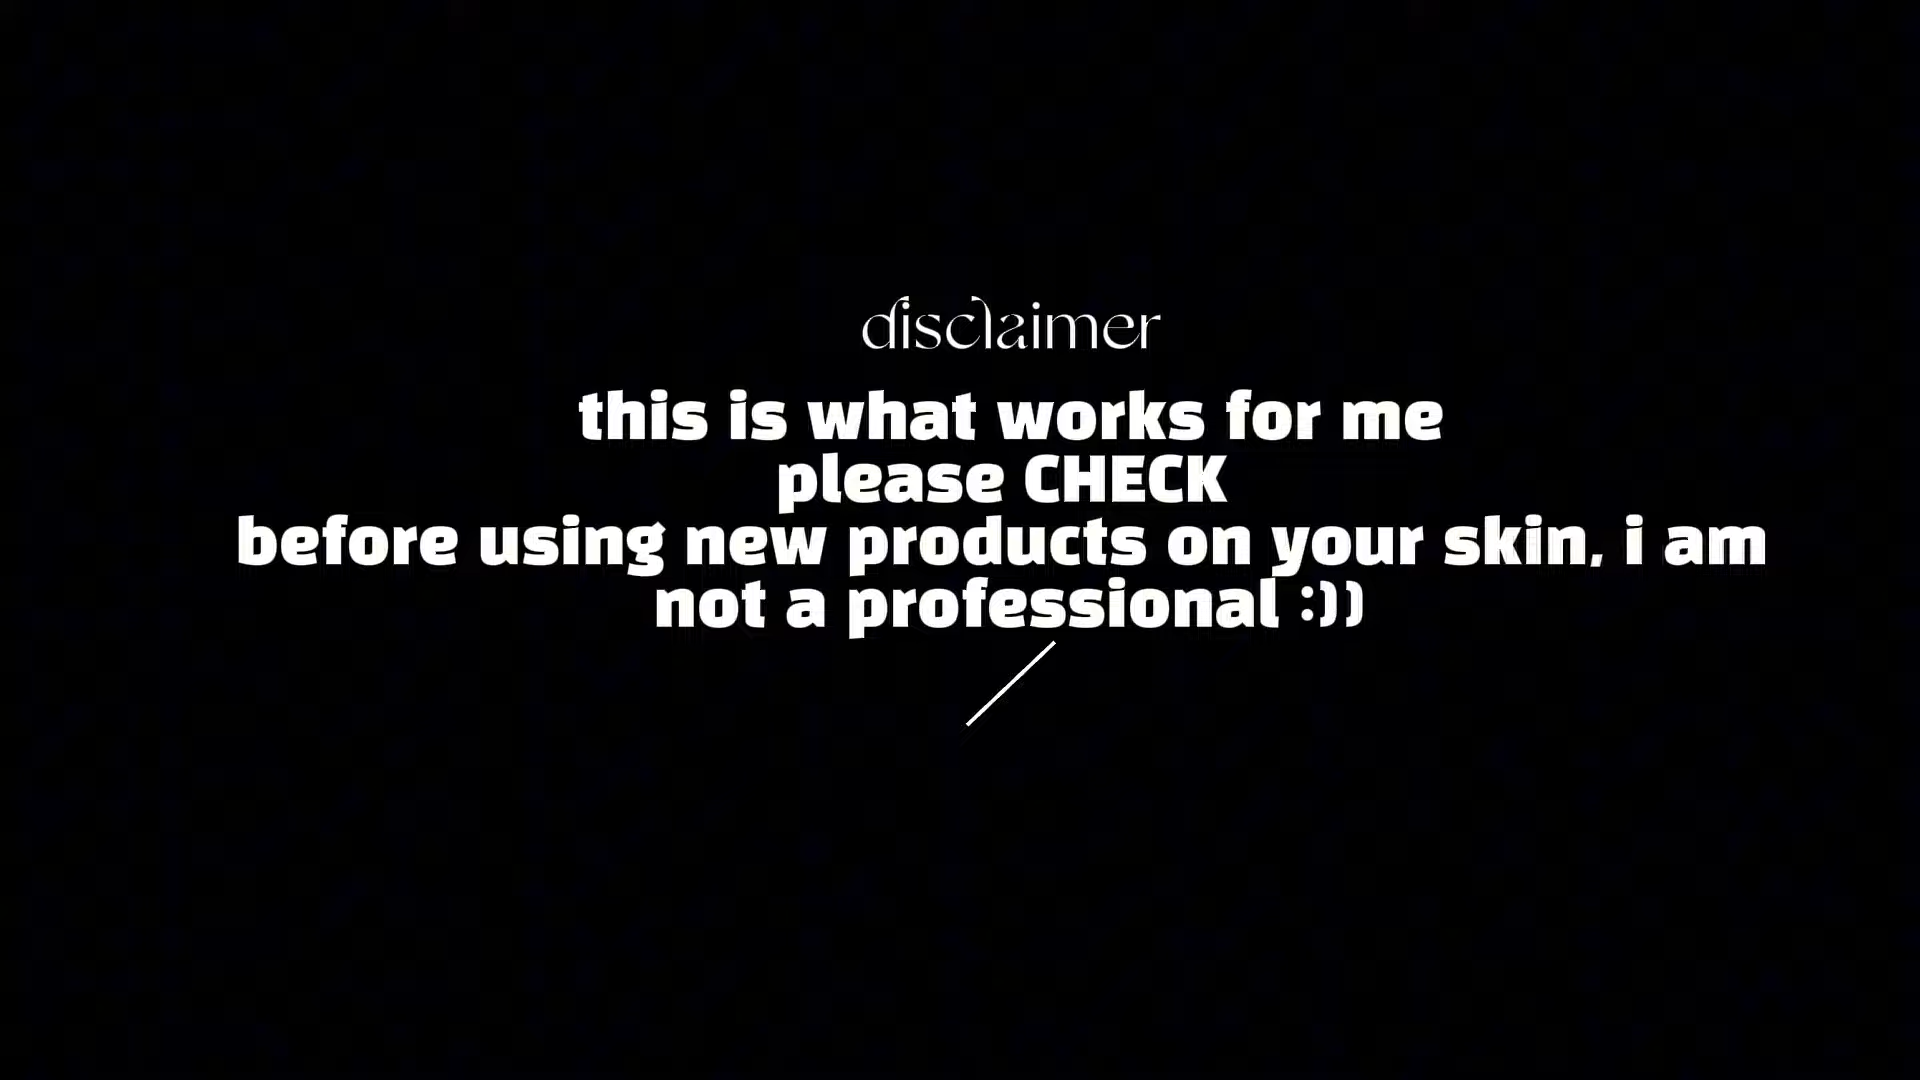 disclaimer
this is what works for me
please CHECK
before using new products on your skin, i am
not a professional :))